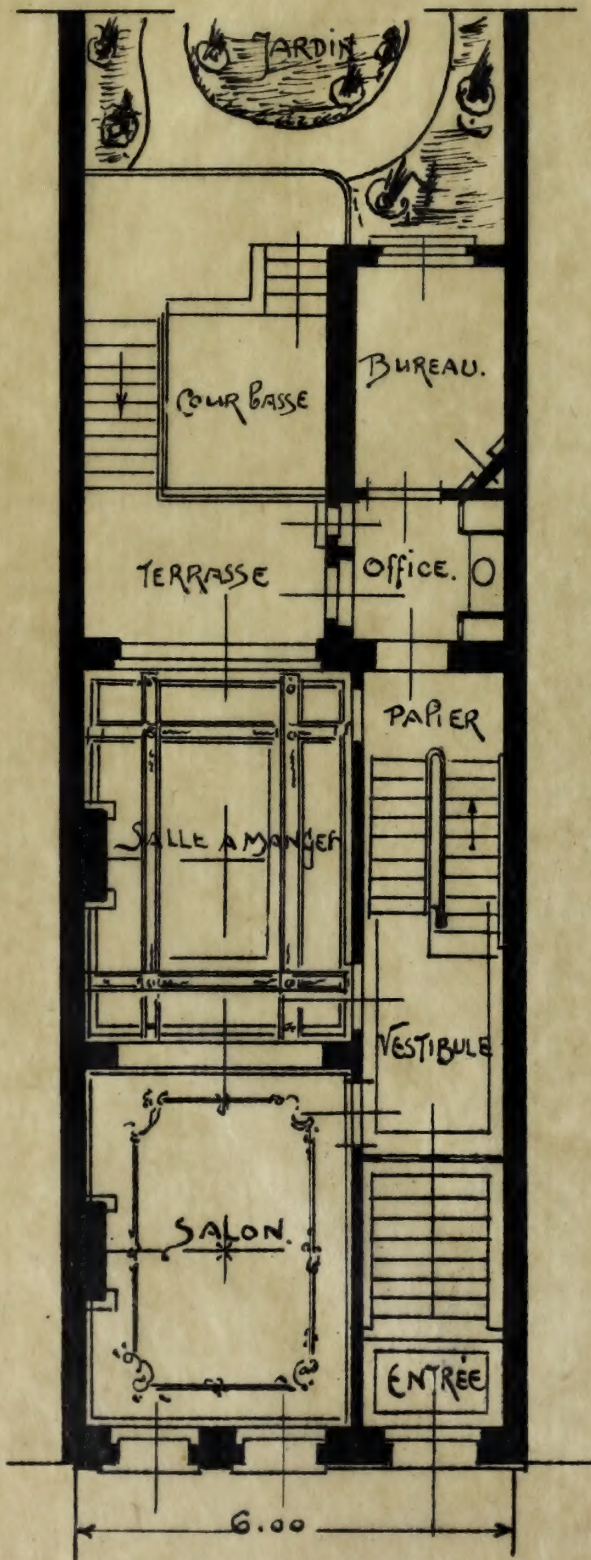 JARDIN
BUREAU.
COUR BASSE
TERRASSE
OFFICE.
PAPIER
SALLE A MANGER
VESTIBULE
SALON.
ENTRÉE
6.00